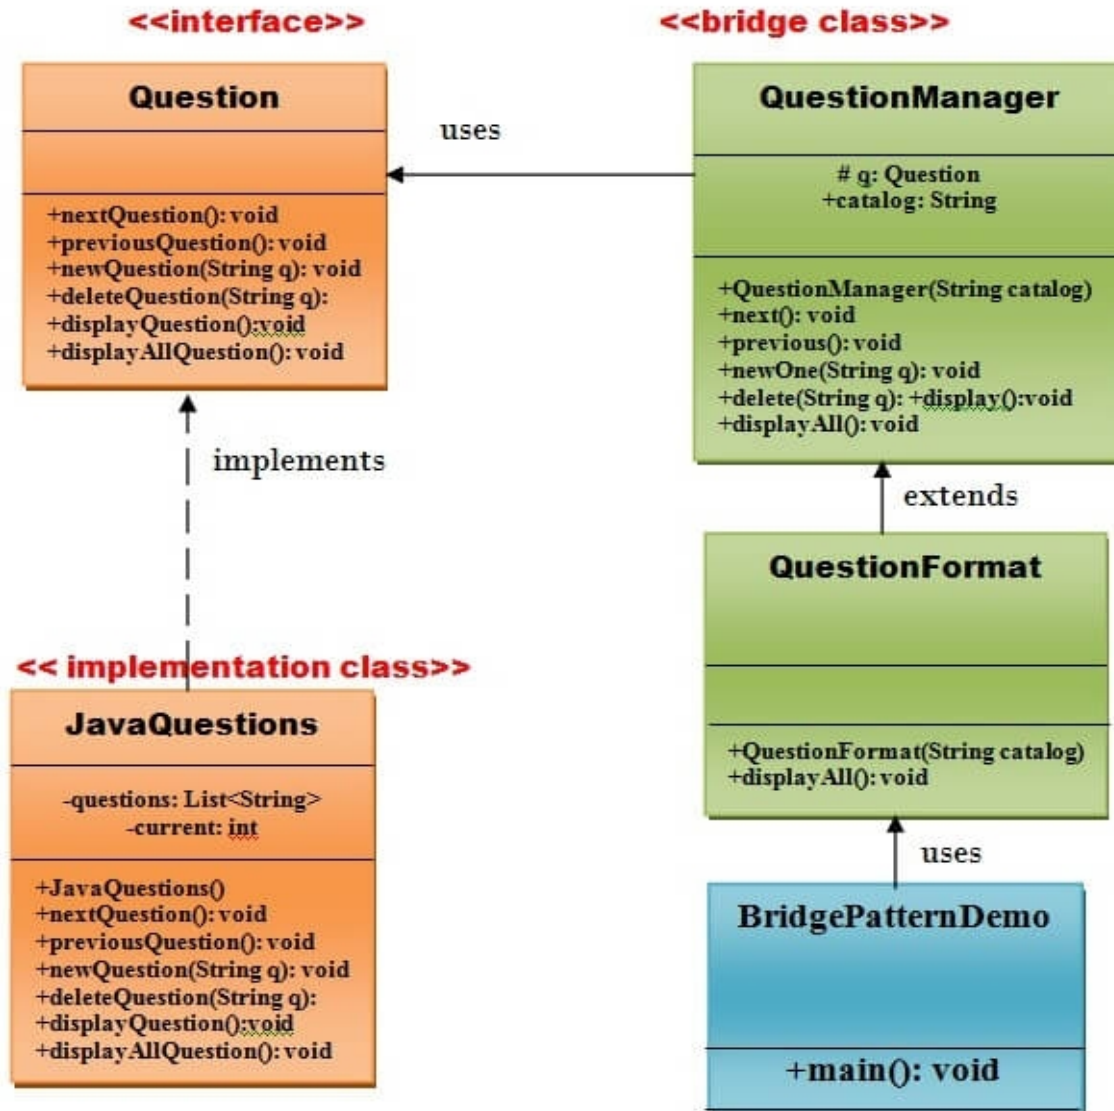 <<interface>>
Question
+nextQuestion(): void
+previousQuestion(): void
+newQuestion(String q): void
+deleteQuestion(String q):
+displayQuestion():void
+displayAllQuestion(): void
uses
<<bridge class>>
QuestionManager
# q: Question
+catalog: String
+QuestionManager(String catalog)
+next(): void
+previous(): void
+newOne(String q): void
+delete(String q): +display():void
+displayAll(): void
implements
extends
QuestionFormat
+QuestionFormat(String catalog)
+displayAll(): void
<< implementation class>>
JavaQuestions
-questions: List<String>
-current: int
+JavaQuestions()
+nextQuestion(): void
+previousQuestion(): void
+newQuestion(String q): void
+deleteQuestion(String q):
+displayQuestion():void
+displayAllQuestion(): void
uses
BridgePatternDemo
+main(): void